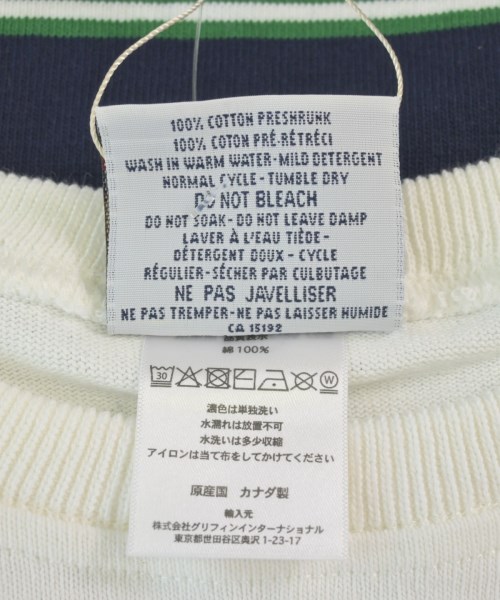 100% COTTON PRESHRUNK
100% COTON PRÉ-RÉTRÉCI
WASH IN WARM WATER-MILD DETERGENT
NORMAL CYCLE - TUMBLE DRY
DO NOT BLEACH
DO NOT SOAK - DO NOT LEAVE DAMP
LAVER À L'EAU TIÈDE -
DÉTERGENT DOUX - CYCLE
RÉGULIER - SÉCHER PAR CULBUTAGE
NE PAS JAVELLISER
NE PAS TREMPER - NE PAS LAISSER HUMIDE
CA 15192
綿 100%
30 P W
濃色は単独洗い
水濡れは放置不可
水洗いは多少収縮
アイロンは当て布をしてかけてください
原産国 カナダ製
輸入元
株式会社グリフィンインターナショナル
東京都世田谷区奥沢 1-23-17